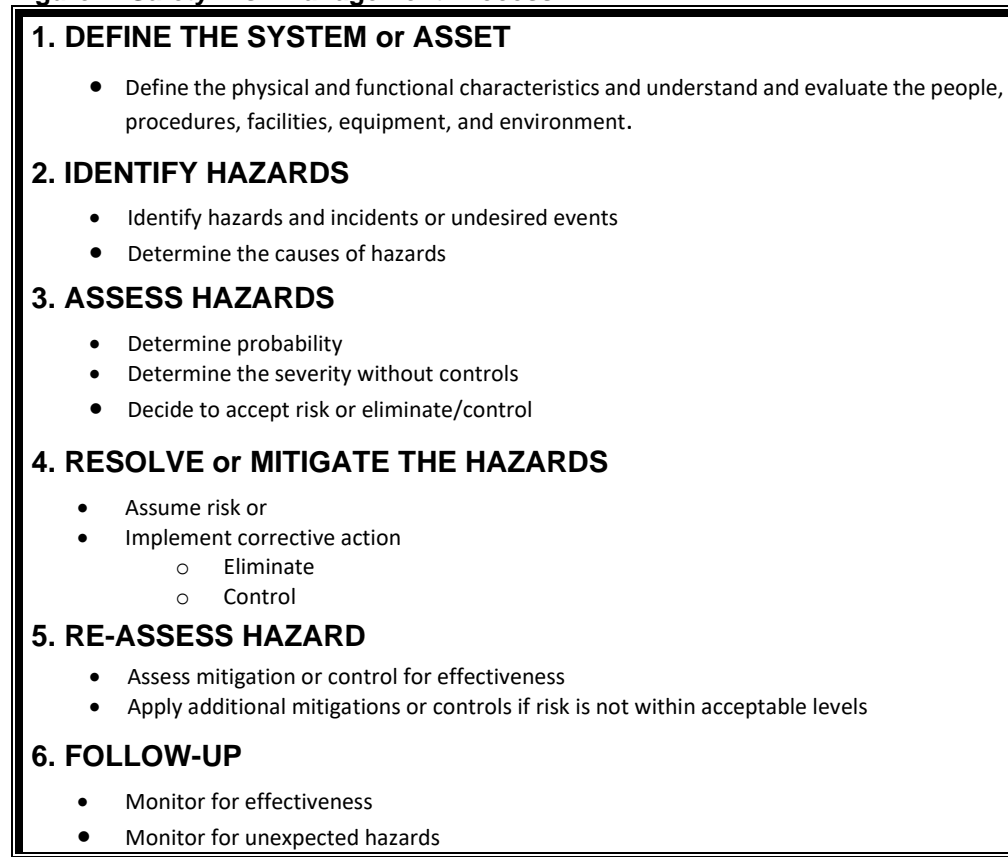 1. DEFINE THE SYSTEM or ASSET
• Define the physical and functional characteristics and understand and evaluate the people,
procedures, facilities, equipment, and environment.
2. IDENTIFY HAZARDS
• Identify hazards and incidents or undesired events
• Determine the causes of hazards
3. ASSESS HAZARDS
• Determine probability
• Determine the severity without controls
• Decide to accept risk or eliminate/control
4. RESOLVE or MITIGATE THE HAZARDS
• Assume risk or
• Implement corrective action
o Eliminate
o Control
5. RE-ASSESS HAZARD
• Assess mitigation or control for effectiveness
• Apply additional mitigations or controls if risk is not within acceptable levels
6. FOLLOW-UP
• Monitor for effectiveness
• Monitor for unexpected hazards